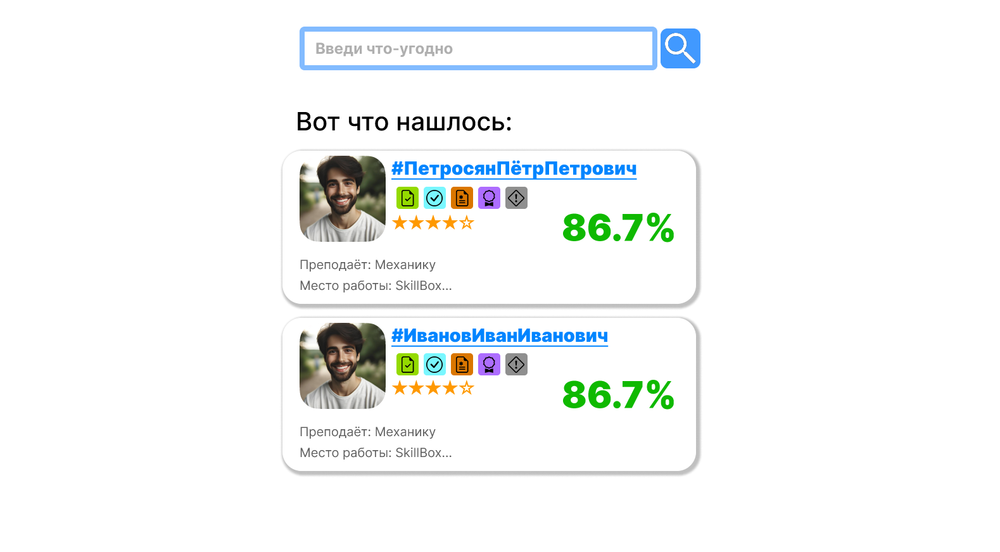 Введи что-угодно
Вот что нашлось:
#ПетросянПётрПетрович
★★★★☆
86.7%
Преподаёт: Механику
Место работы: SkillBox...
#ИвановИванИванович
★★★★☆
86.7%
Преподаёт: Механику
Место работы: SkillBox...